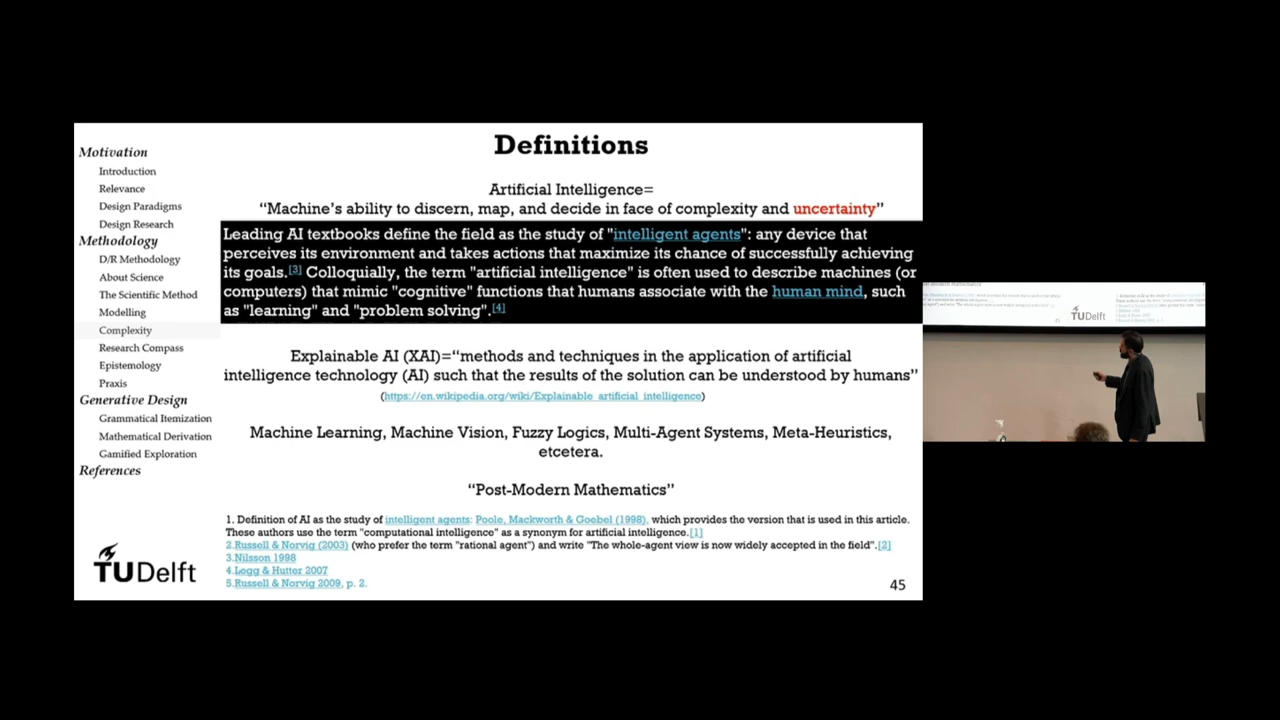 Definitions
Motivation
Introduction
Relevance
Design Paradigms
Design Research
Methodology
D/R Methodology
About Science
The Scientific Method
Modelling
Complexity
Research Compass
Epistemology
Praxis
Generative Design
Grammatical Itemization
Mathematical Derivation
Gamified Exploration
References
Artificial Intelligence=
“Machine’s ability to discern, map, and decide in face of complexity and uncertainty”
Leading AI textbooks define the field as the study of "intelligent agents": any device that
perceives its environment and takes actions that maximize its chance of successfully achieving
its goals.[3] Colloquially, the term "artificial intelligence" is often used to describe machines (or
computers) that mimic "cognitive" functions that humans associate with the human mind, such
as "learning" and "problem solving".[4]
Explainable AI (XAI)=“methods and techniques in the application of artificial
intelligence technology (AI) such that the results of the solution can be understood by humans”
(https://en.wikipedia.org/wiki/Explainable_artificial_intelligence)
Machine Learning, Machine Vision, Fuzzy Logics, Multi-Agent Systems, Meta-Heuristics,
etcetera.
“Post-Modern Mathematics”
1. Definition of AI as the study of intelligent agents: Poole, Mackworth & Goebel (1998), which provides the version that is used in this article.
These authors use the term "computational intelligence" as a synonym for artificial intelligence.[1]
2.Russell & Norvig (2003) (who prefer the term "rational agent") and write "The whole-agent view is now widely accepted in the field".[2]
3.Nilsson 1998
4.Legg & Hutter 2007
5.Russell & Norvig 2009, p. 2.
TUDelft
45
TUDelft